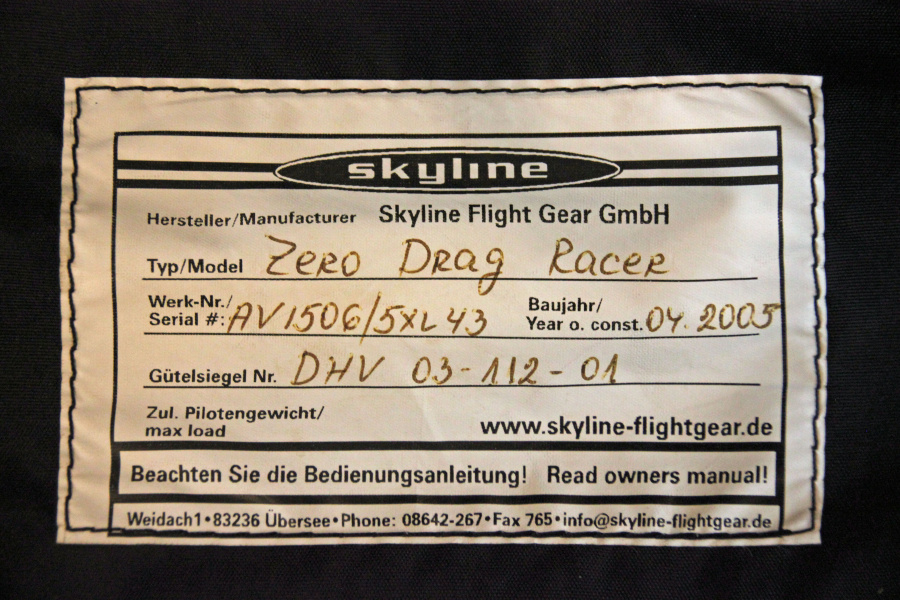 skyline
Hersteller/Manufacturer Skyline Flight Gear GmbH
Typ/Model Zero Drag Racer
Werk-Nr./ Baujahr/
Serial #: AV1506/5XL43 Year o. const. 04.2005
Gütelsiegel Nr. DHV 03-112-01
Zul. Pilotengewicht/
max load www.skyline-flightgear.de
Beachten Sie die Bedienungsanleitung! Read owners manual!
Weidach1•83236 Übersee•Phone: 08642-267•Fax 765•info@skyline-flightgear.de